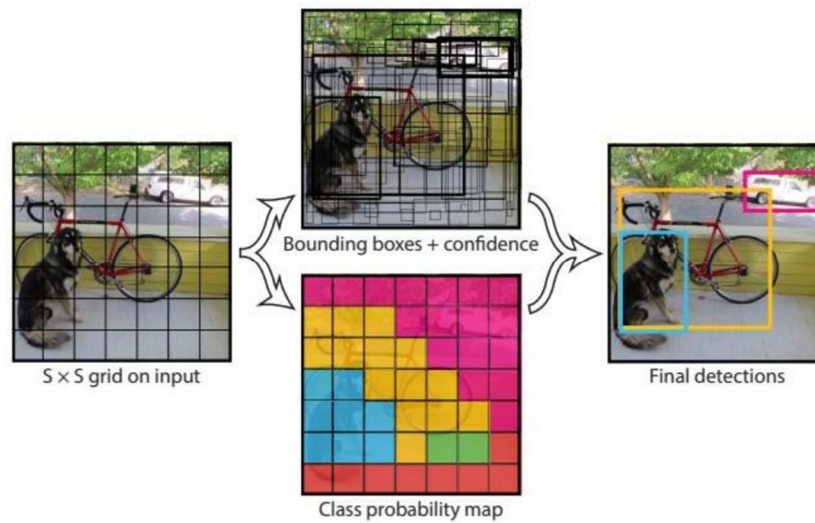 Bounding boxes + confidence
S × S grid on input
Final detections
Class probability map